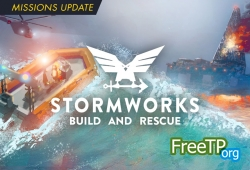 MISSIONS UPDATE
STORMWORKS
BUILD AND RESCUE
FreeTP
.org